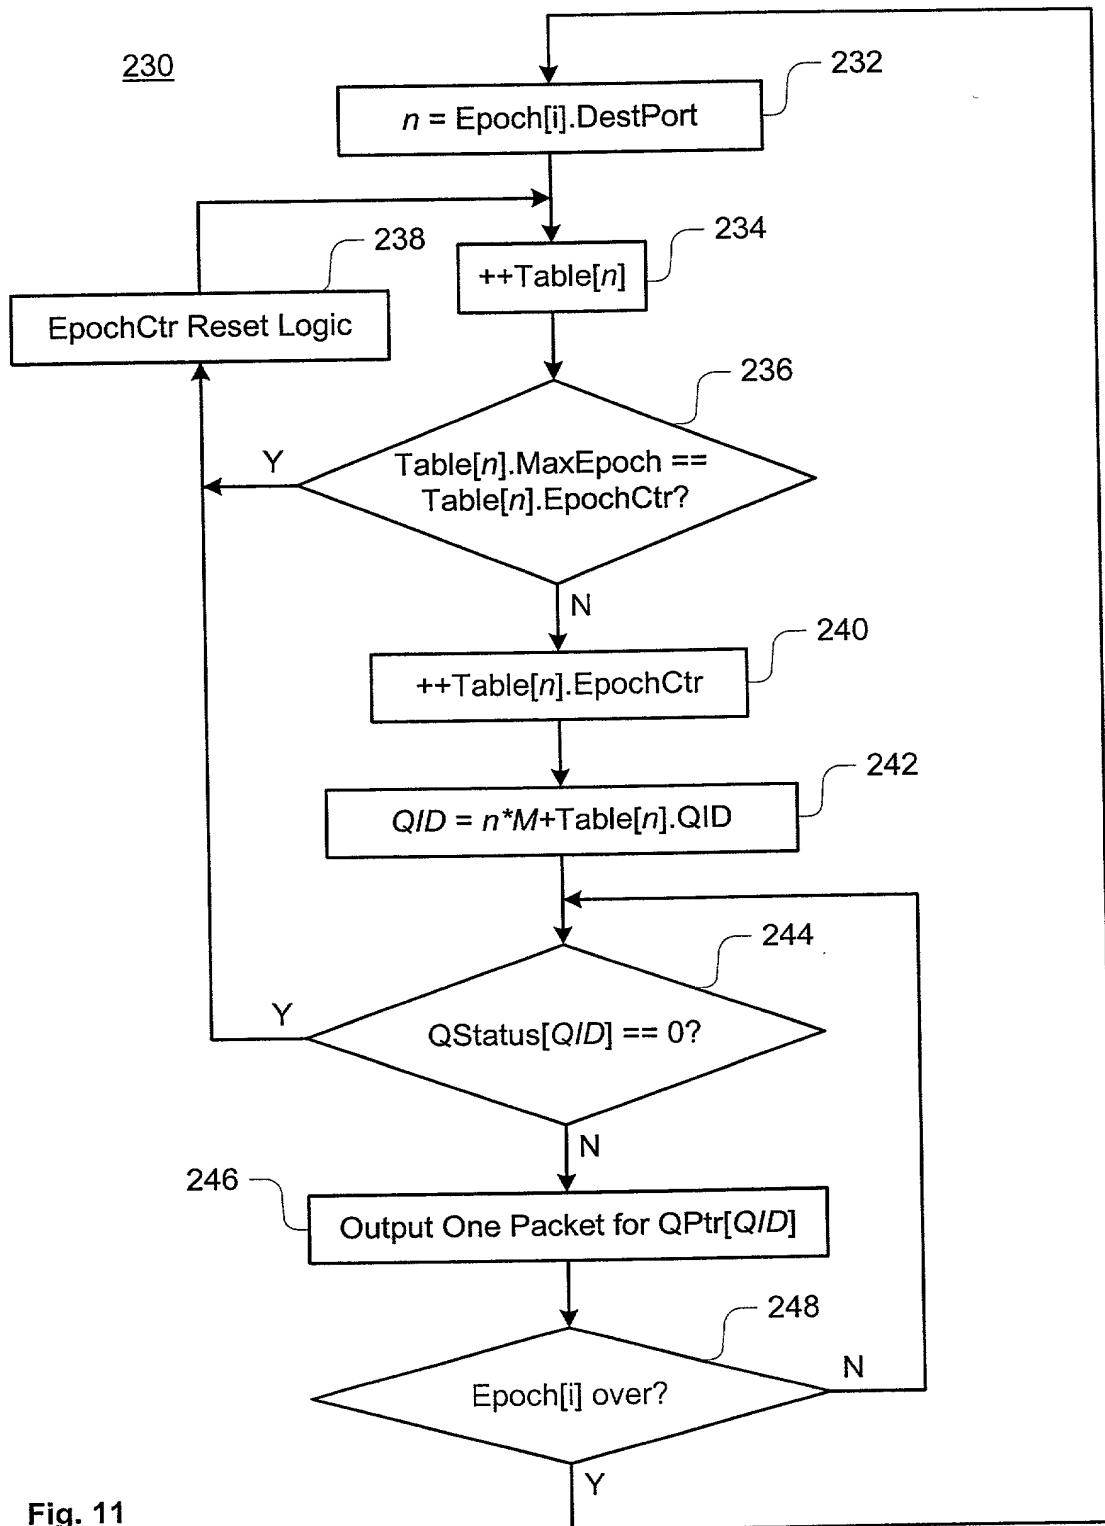 230
232
n = Epoch[i].DestPort
238
234
++Table[n]
EpochCtr Reset Logic
236
Y
Table[n].MaxEpoch ==
Table[n].EpochCtr?
N
240
++Table[n].EpochCtr
242
QID = n*M+Table[n].QID
244
Y
QStatus[QID] == 0?
N
246
Output One Packet for QPtr[QID]
248
N
Epoch[i] over?
Y
Fig. 11